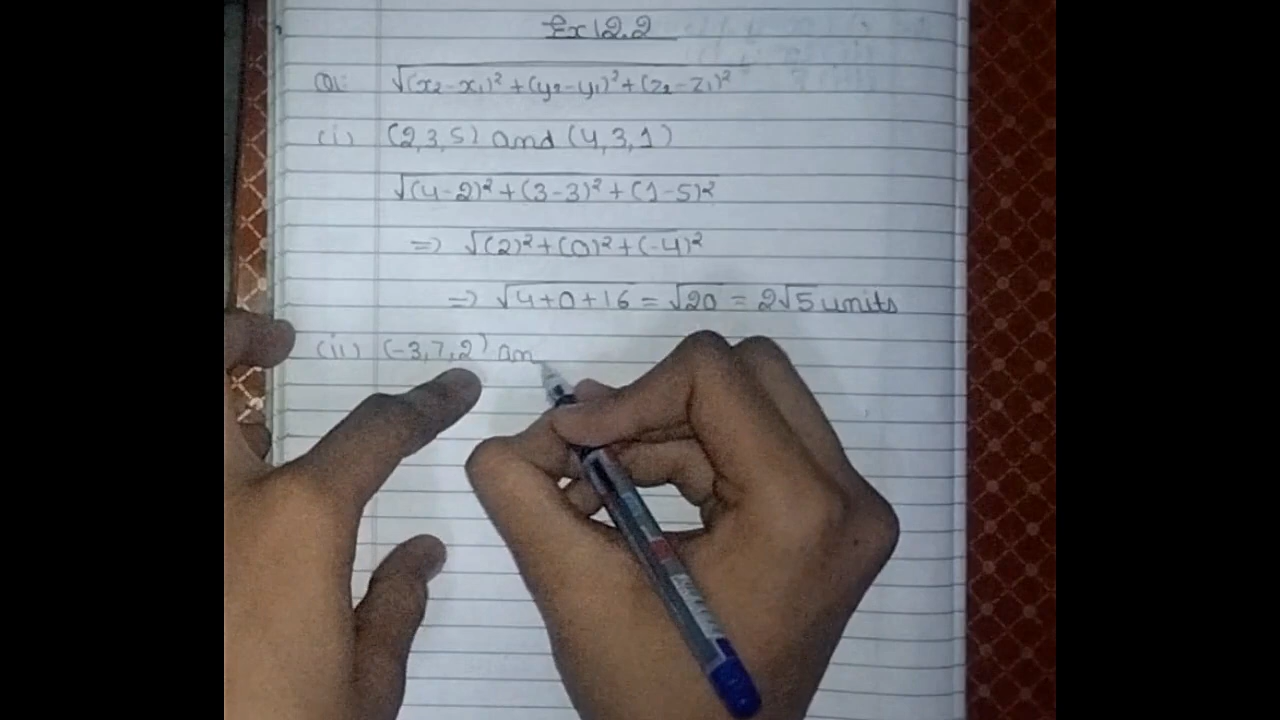 Ex 12.2
Q1. √(x₂-x₁)²+(y₂-y₁)²+(z₂-z₁)²
(i) (2,3,5) and (4,3,1)
√(4-2)²+(3-3)²+(1-5)²
=> √(2)²+(0)²+(-4)²
=> √4+0+16 = √20 = 2√5 units
(ii) (-3,7,2) an